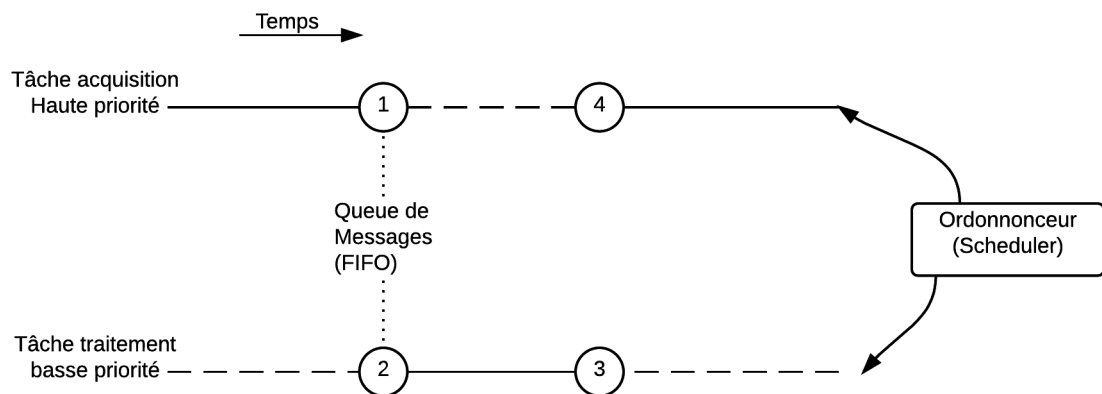 Temps
Tâche acquisition
Haute priorité
1
4
Queue de
Messages
(FIFO)
Ordonnonceur
(Scheduler)
Tâche traitement
basse priorité
2
3